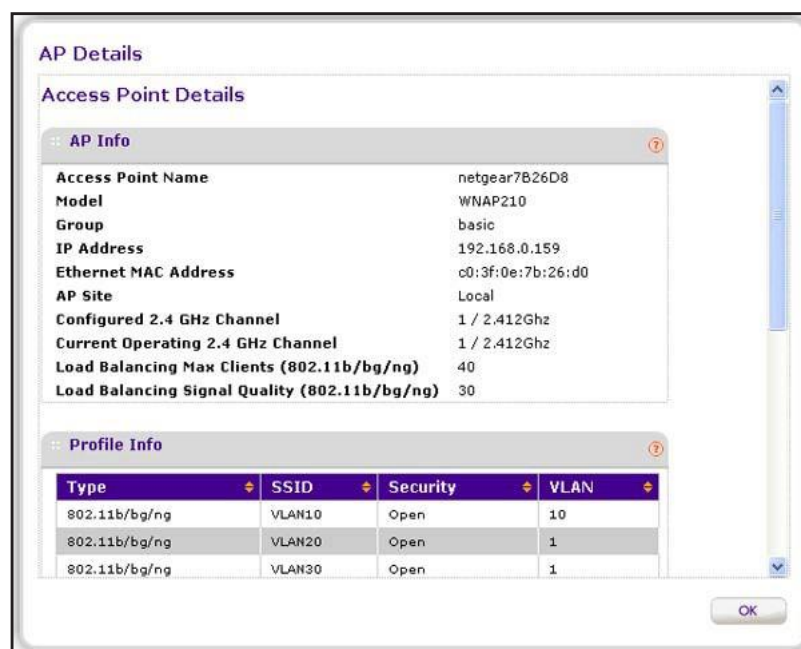 AP Details
Access Point Details
AP Info
Access Point Name netgear7B26D8
Model WNAP210
Group basic
IP Address 192.168.0.159
Ethernet MAC Address c0:3f:0e:7b:26:d0
AP Site Local
Configured 2.4 GHz Channel 1 / 2.412Ghz
Current Operating 2.4 GHz Channel 1 / 2.412Ghz
Load Balancing Max Clients (802.11b/bg/ng) 40
Load Balancing Signal Quality (802.11b/bg/ng) 30
Profile Info
Type SSID Security VLAN
802.11b/bg/ng VLAN10 Open 10
802.11b/bg/ng VLAN20 Open 1
802.11b/bg/ng VLAN30 Open 1
OK